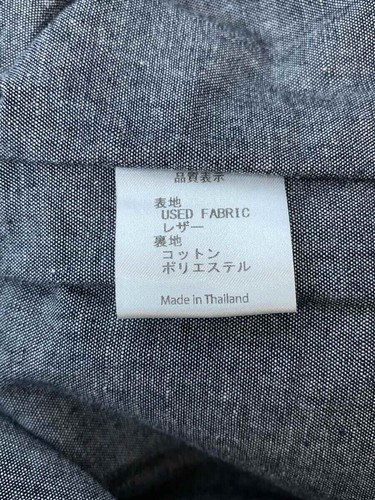 品質表示
表地
USED FABRIC
レザー
裏地
コットン
ポリエステル
Made in Thailand